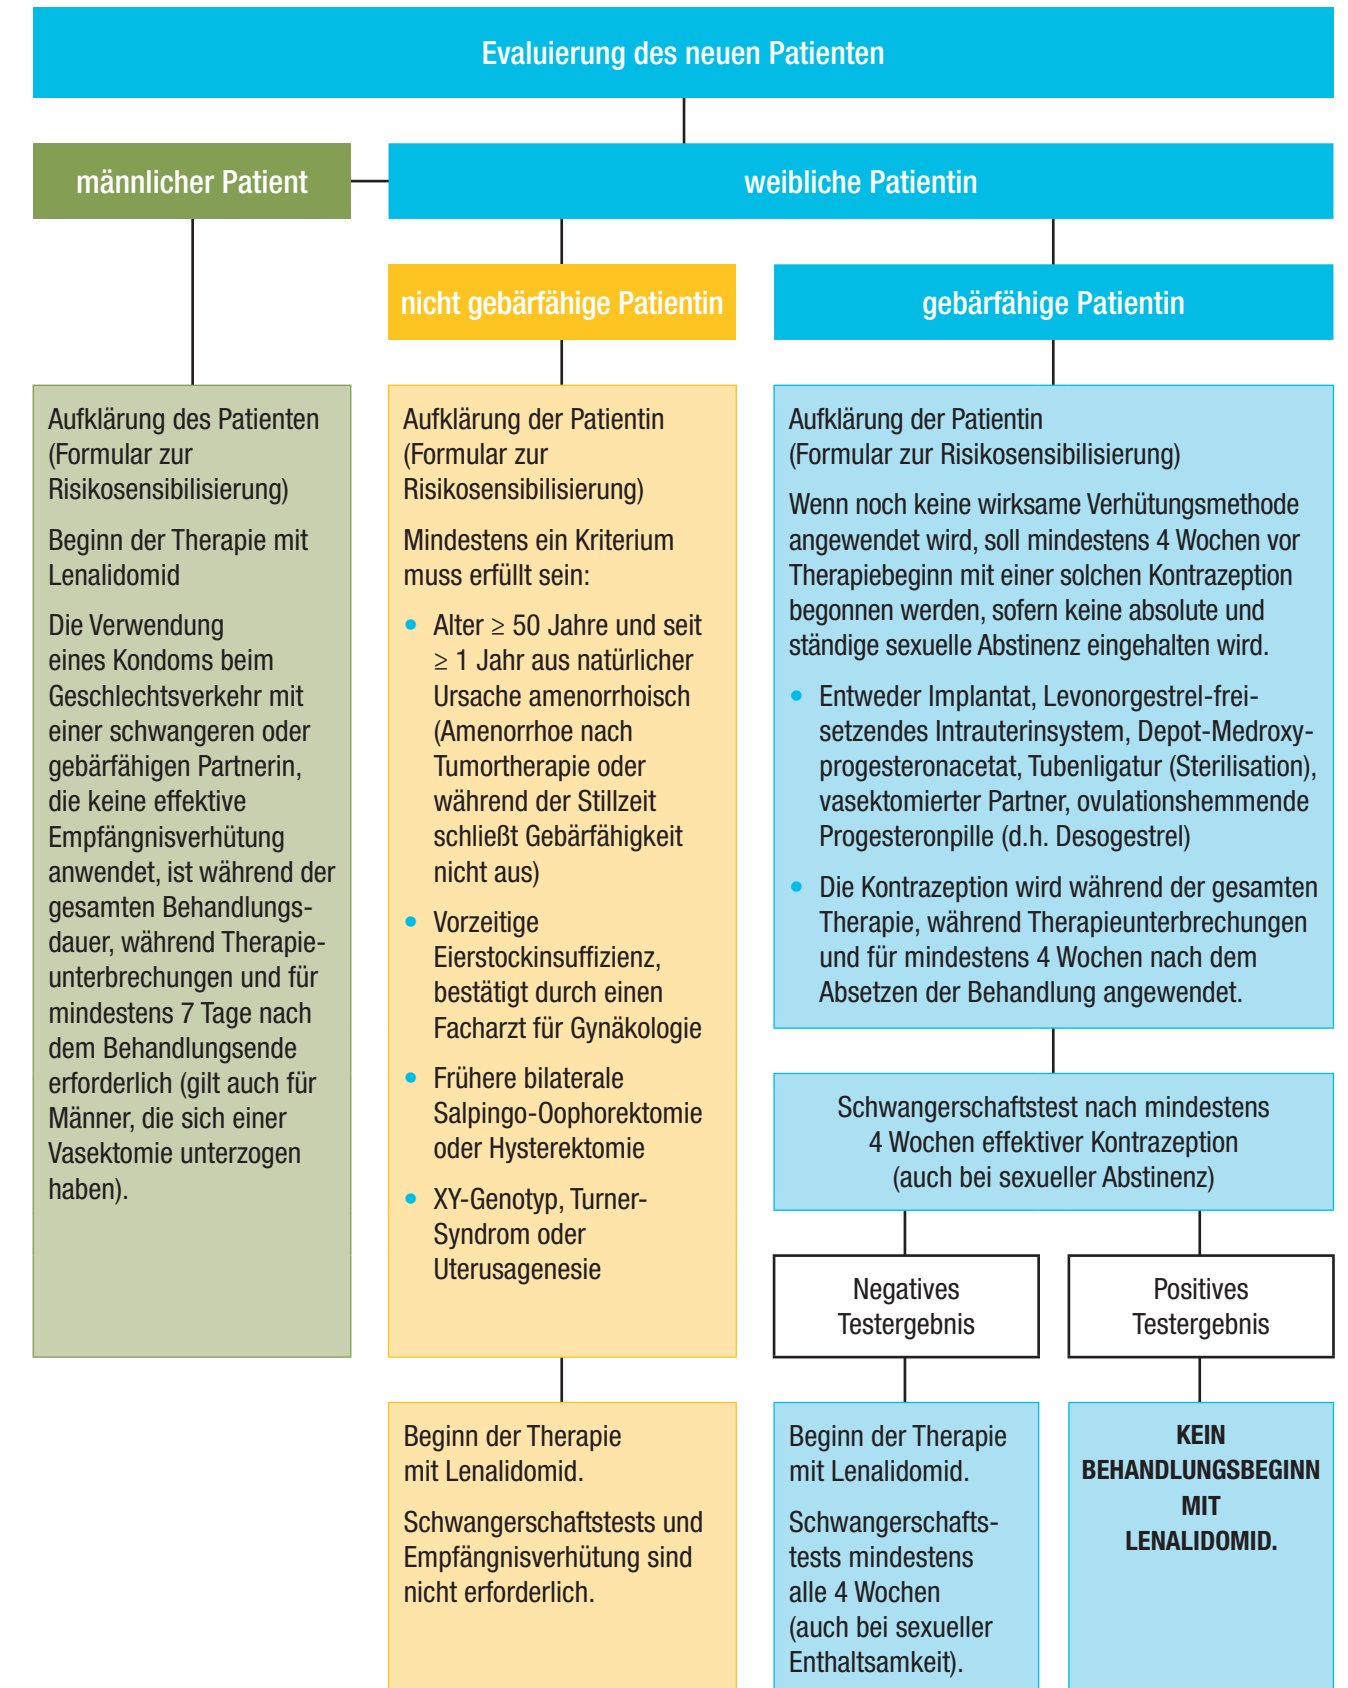 Evaluierung des neuen Patienten
männlicher Patient
weibliche Patientin
nicht gebärfähige Patientin
gebärfähige Patientin
Aufklärung des Patienten
(Formular zur
Risikosensibilisierung)
Beginn der Therapie mit
Lenalidomid
Die Verwendung
eines Kondoms beim
Geschlechtsverkehr mit
einer schwangeren oder
gebärfähigen Partnerin,
die keine effektive
Empfängnisverhütung
anwendet, ist während der
gesamten Behandlungs-
dauer, während Therapie-
unterbrechungen und für
mindestens 7 Tage nach
dem Behandlungsende
erforderlich (gilt auch für
Männer, die sich einer
Vasektomie unterzogen
haben).
Aufklärung der Patientin
(Formular zur
Risikosensibilisierung)
Mindestens ein Kriterium
muss erfüllt sein:
• Alter ≥ 50 Jahre und seit
≥ 1 Jahr aus natürlicher
Ursache amenorrhoisch
(Amenorrhoe nach
Tumortherapie oder
während der Stillzeit
schließt Gebärfähigkeit
nicht aus)
• Vorzeitige
Eierstockinsuffizienz,
bestätigt durch einen
Facharzt für Gynäkologie
• Frühere bilaterale
Salpingo-Oophorektomie
oder Hysterektomie
• XY-Genotyp, Turner-
Syndrom oder
Uterusagenesie
Beginn der Therapie
mit Lenalidomid.
Schwangerschaftstests und
Empfängnisverhütung sind
nicht erforderlich.
Aufklärung der Patientin
(Formular zur Risikosensibilisierung)
Wenn noch keine wirksame Verhütungsmethode
angewendet wird, soll mindestens 4 Wochen vor
Therapiebeginn mit einer solchen Kontrazeption
begonnen werden, sofern keine absolute und
ständige sexuelle Abstinenz eingehalten wird.
• Entweder Implantat, Levonorgestrel-frei-
setzendes Intrauterinsystem, Depot-Medroxy-
progesteronacetat, Tubenligatur (Sterilisation),
vasektomierter Partner, ovulationshemmende
Progesteronpille (d.h. Desogestrel)
• Die Kontrazeption wird während der gesamten
Therapie, während Therapieunterbrechungen
und für mindestens 4 Wochen nach dem
Absetzen der Behandlung angewendet.
Schwangerschaftstest nach mindestens
4 Wochen effektiver Kontrazeption
(auch bei sexueller Abstinenz)
Negatives
Testergebnis
Beginn der Therapie
mit Lenalidomid.
Schwangerschafts-
tests mindestens
alle 4 Wochen
(auch bei sexueller
Enthaltsamkeit).
Positives
Testergebnis
KEIN
BEHANDLUNGSBEGINN
MIT
LENALIDOMID.